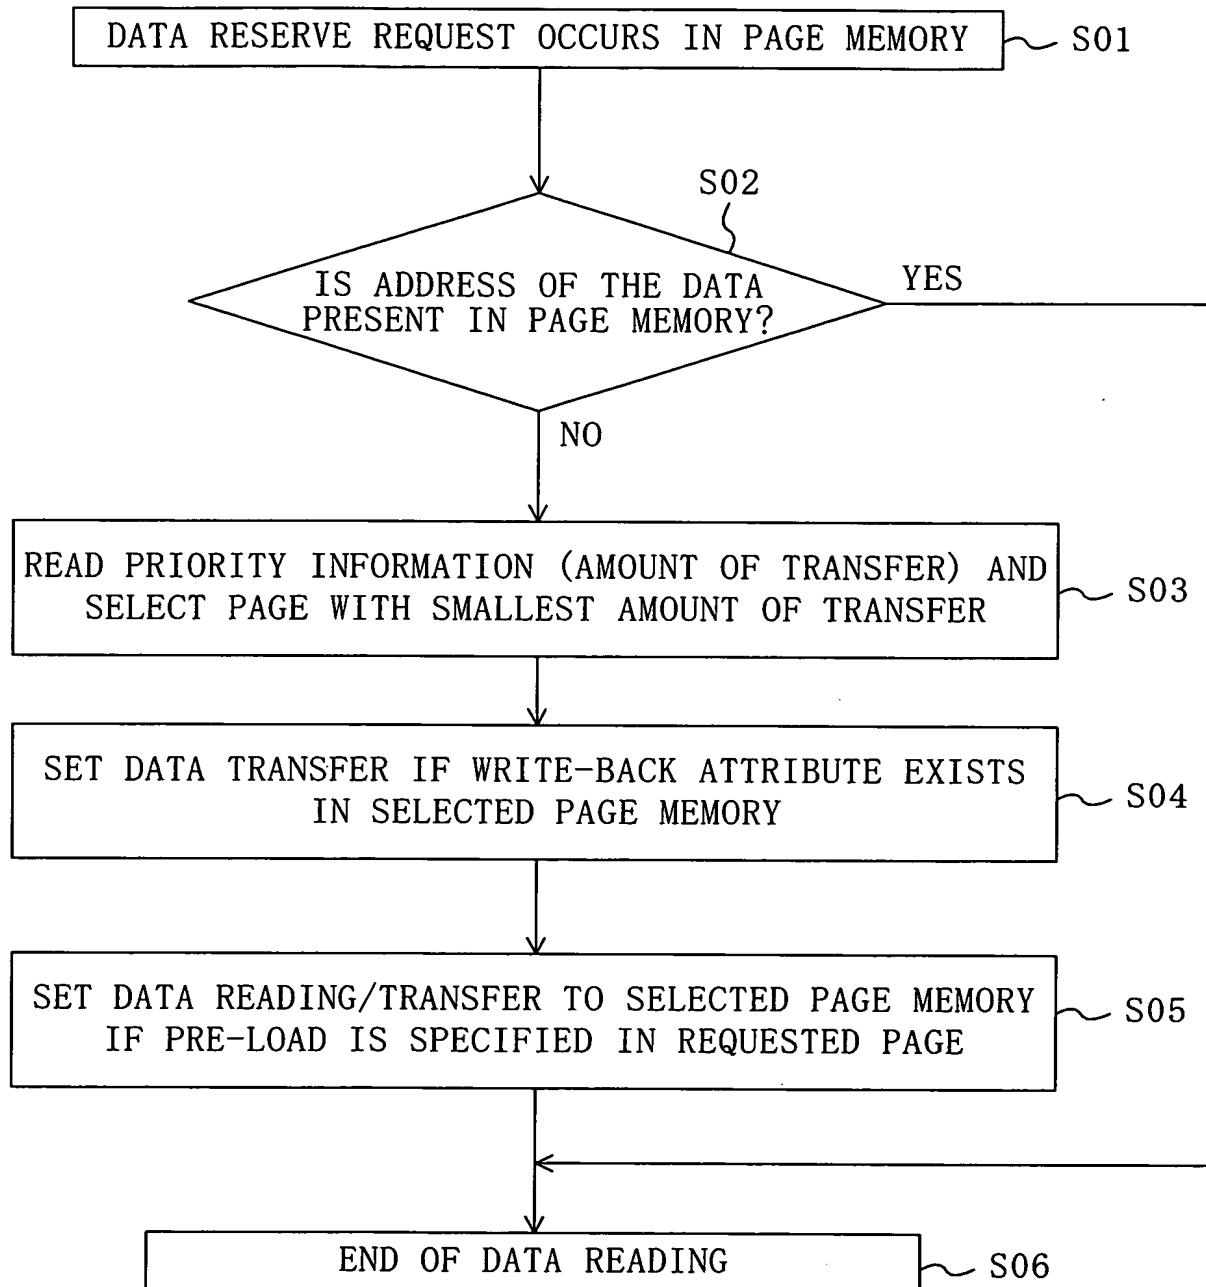 DATA RESERVE REQUEST OCCURS IN PAGE MEMORY
S01
S02
IS ADDRESS OF THE DATA
PRESENT IN PAGE MEMORY?
YES
NO
READ PRIORITY INFORMATION (AMOUNT OF TRANSFER) AND
SELECT PAGE WITH SMALLEST AMOUNT OF TRANSFER
S03
SET DATA TRANSFER IF WRITE-BACK ATTRIBUTE EXISTS
IN SELECTED PAGE MEMORY
S04
SET DATA READING/TRANSFER TO SELECTED PAGE MEMORY
IF PRE-LOAD IS SPECIFIED IN REQUESTED PAGE
S05
END OF DATA READING
S06